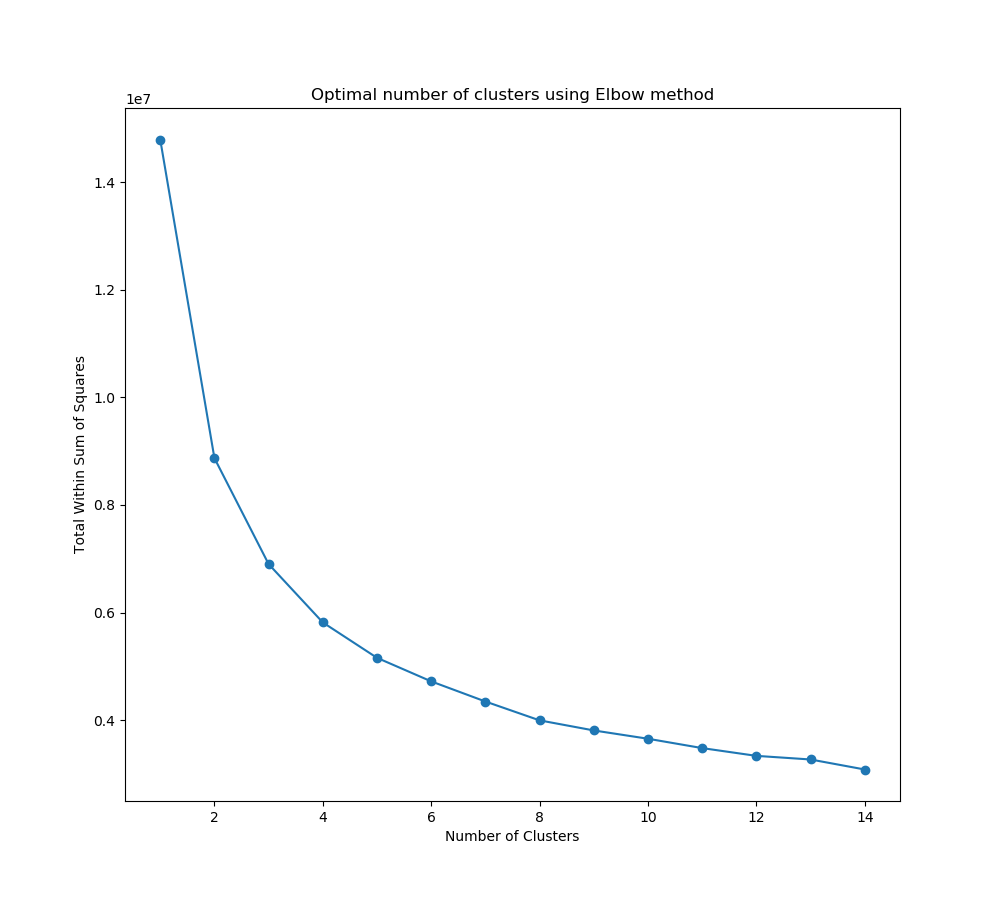 Optimal number of clusters using Elbow method
1e7
1.4
1.2
1.0
0.8
0.6
0.4
Total Within Sum of Squares
2 4 6 8 10 12 14
Number of Clusters